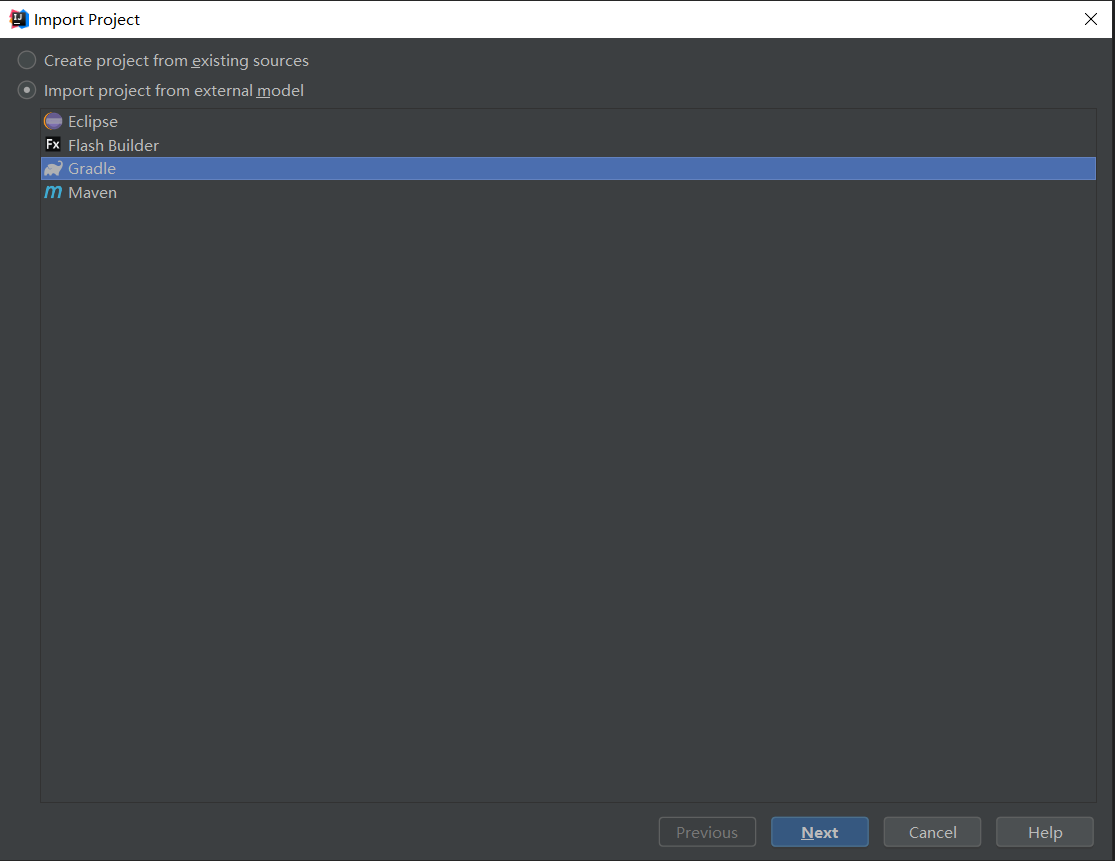 Import Project
Create project from existing sources
Import project from external model
Eclipse
Fx Flash Builder
Gradle
m Maven
Previous Next Cancel Help